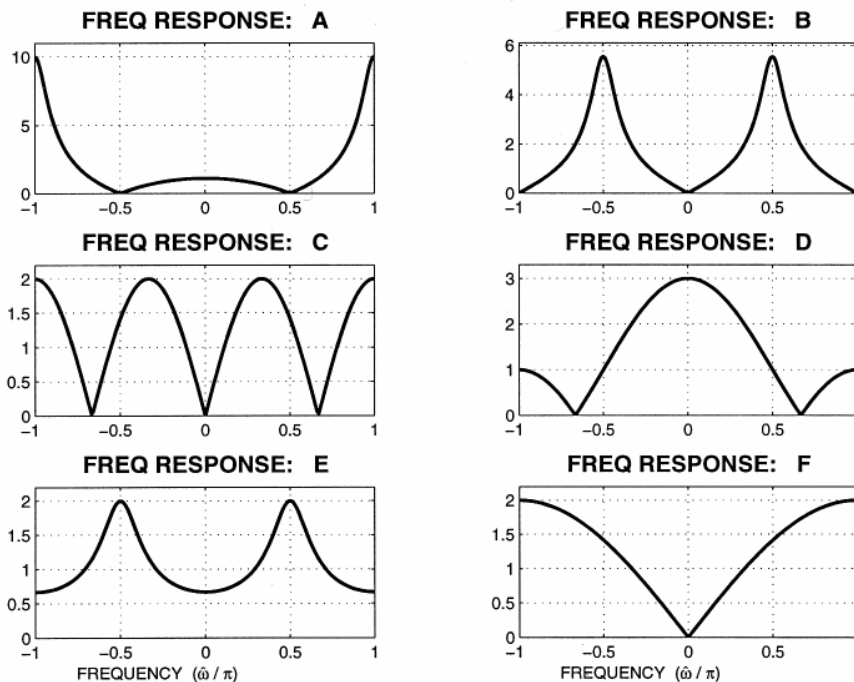 FREQ RESPONSE: A
10
5
0
-1 -0.5 0 0.5 1
FREQ RESPONSE: B
6
4
2
0
-1 -0.5 0 0.5
FREQ RESPONSE: C
2
1.5
1
0.5
0
-1 -0.5 0 0.5 1
FREQ RESPONSE: D
3
2
1
0
-1 -0.5 0 0.5
FREQ RESPONSE: E
2
1.5
1
0.5
0
-1 -0.5 0 0.5 1
FREQUENCY (ω̂ / π)
FREQ RESPONSE: F
2
1.5
1
0.5
0
-1 -0.5 0 0.5
FREQUENCY (ω̂ / π)